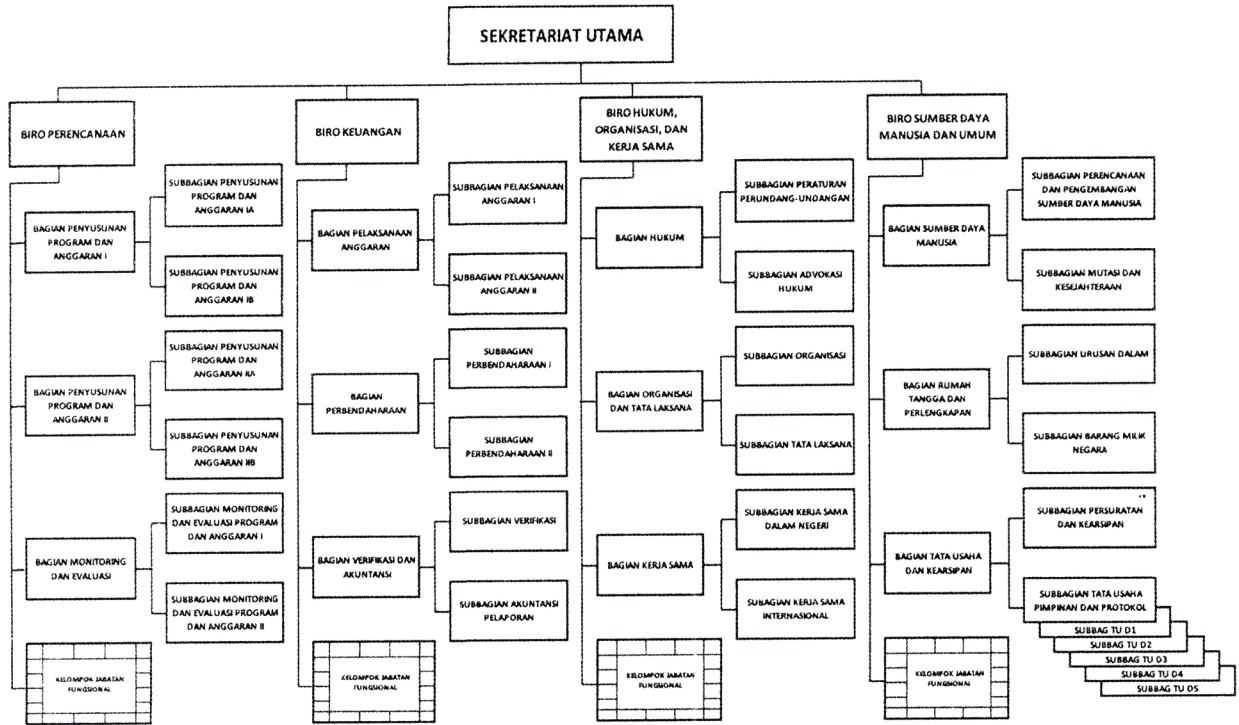 SEKRETARIAT UTAMA
BIRO PERENCANAAN
SUBBAGIAN PENYUSUNAN
PROGRAM DAN
ANGGARAN IA
BAGIAN PENYUSUNAN
PROGRAM DAN
ANGGARAN I
SUBBAGIAN PENYUSUNAN
PROGRAM DAN
ANGGARAN IB
SUBBAGIAN PENYUSUNAN
PROGRAM DAN
ANGGARAN IIA
BAGIAN PENYUSUNAN
PROGRAM DAN
ANGGARAN II
SUBBAGIAN PENYUSUNAN
PROGRAM DAN
ANGGARAN IIB
SUBBAGIAN MONITORING
DAN EVALUASI PROGRAM
DAN ANGGARAN I
BAGIAN MONITORING
DAN EVALUASI
SUBBAGIAN MONITORING
DAN EVALUASI PROGRAM
DAN ANGGARAN II
KELOMPOK JABATAN
FUNGSIONAL
BIRO KEUANGAN
SUBBAGIAN PELAKSANAAN
ANGGARAN I
BAGIAN PELAKSANAAN
ANGGARAN
SUBBAGIAN PELAKSANAAN
ANGGARAN II
SUBBAGIAN
PERBENDAHARAAN I
BAGIAN
PERBENDAHARAAN
SUBBAGIAN
PERBENDAHARAAN II
SUBBAGIAN VERIFIKASI
BAGIAN VERIFIKASI DAN
AKUNTANSI
SUBBAGIAN AKUNTANSI
PELAPORAN
KELOMPOK JABATAN
FUNGSIONAL
BIRO HUKUM,
ORGANISASI, DAN
KERJA SAMA
SUBBAGIAN PERATURAN
PERUNDANG-UNDANGAN
BAGIAN HUKUM
SUBBAGIAN ADVOKASI
HUKUM
SUBBAGIAN ORGANISASI
BAGIAN ORGANISASI
DAN TATA LAKSANA
SUBBAGIAN TATA LAKSANA
SUBBAGIAN KERJA SAMA
DALAM NEGERI
BAGIAN KERJA SAMA
SUBAGIAN KERJA SAMA
INTERNASIONAL
KELOMPOK JABATAN
FUNGSIONAL
BIRO SUMBER DAYA
MANUSIA DAN UMUM
SUBBAGIAN PERENCANAAN
DAN PENGEMBANGAN
SUMBER DAYA MANUSIA
BAGIAN SUMBER DAYA
MANUSIA
SUBBAGIAN MUTASI DAN
KESEJAHTERAAN
SUBBAGIAN URUSAN DALAM
BAGIAN RUMAH
TANGGA DAN
PERLENGKAPAN
SUBBAGIAN BARANG MILIK
NEGARA
SUBBAGIAN PERSURATAN
DAN KEARSIPAN
BAGIAN TATA USAHA
DAN KEARSIPAN
SUBBAGIAN TATA USAHA
PIMPINAN DAN PROTOKOL
SUBBAG TU D1
SUBBAG TU D2
SUBBAG TU D3
SUBBAG TU D4
SUBBAG TU D5
KELOMPOK JABATAN
FUNGSIONAL